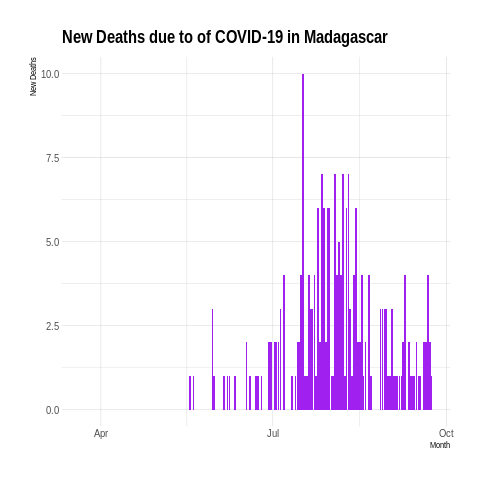 New Deaths due to of COVID-19 in Madagascar
New Deaths
10.0
7.5
5.0
2.5
0.0
Apr Jul Oct
Month